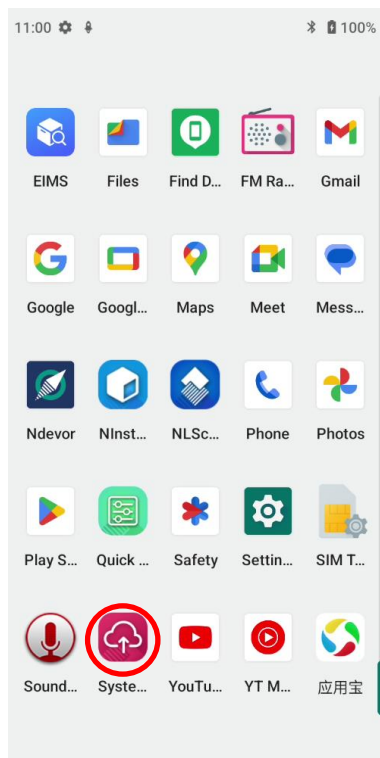 11:00 100%
EIMS Files Find D... FM Ra... Gmail
Google Googl... Maps Meet Mess...
Ndevor NInst... NLSc... Phone Photos
Play S... Quick ... Safety Settin... SIM T...
Sound... Syste... YouTu... YT M... 应用宝